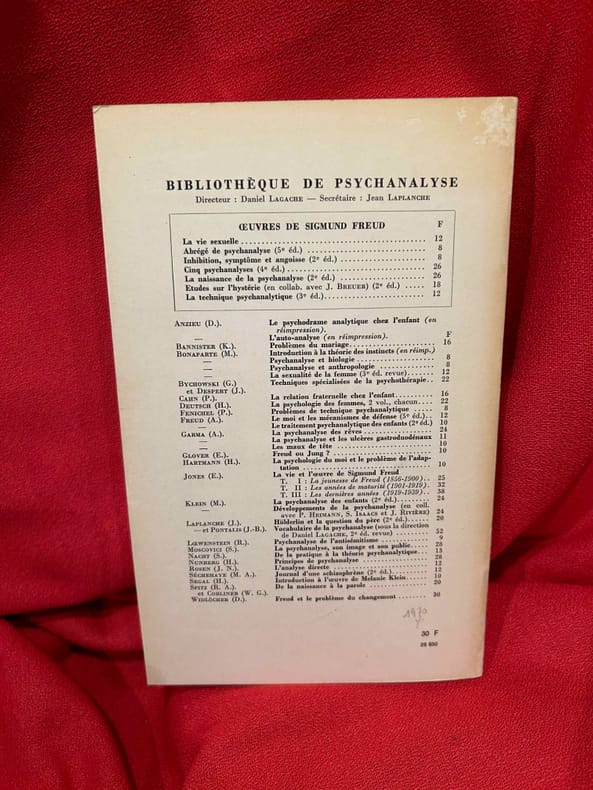 BIBLIOTHÈQUE DE PSYCHANALYSE
Directeur : Daniel LAGACHE — Secrétaire : Jean LAPLANCHE
ŒUVRES DE SIGMUND FREUD F
La vie sexuelle 12
Abrégé de psychanalyse (5e éd.) 8
Inhibition, symptôme et angoisse (2e éd.) 8
Cinq psychanalyses (4e éd.) 26
La naissance de la psychanalyse (2e éd.) 26
Etudes sur l'hystérie (en collab. avec J. BREUER) (2e éd.) 18
La technique psychanalytique (3e éd.) 12
ANZIEU (D.). Le psychodrame analytique chez l'enfant (en
réimpression). F
— L'auto-analyse (en réimpression).
BANNISTER (K.). Problèmes du mariage 16
BONAPARTE (M.). Introduction à la théorie des instincts (en réimp.)
— Psychanalyse et biologie 8
— Psychanalyse et anthropologie 8
— La sexualité de la femme (3e éd. revue) 12
BYCHOWSKI (G.) Techniques spécialisées de la psychothérapie 22
et DESPERT (J.).
CAHN (P.). La relation fraternelle chez l'enfant 16
DEUTSCH (H.). La psychologie des femmes, 2 vol., chacun 22
FENICHEL (P.). Problèmes de technique psychanalytique 8
FREUD (A.). Le moi et les mécanismes de défense (5e éd.) 12
— Le traitement psychanalytique des enfants (2e éd.) 10
GARMA (A.). La psychanalyse des rêves 24
— La psychanalyse et les ulcères gastroduodénaux 11
— Les maux de tête 10
GLOVER (E.). Freud ou Jung ? 10
HARTMANN (H.). La psychologie du moi et le problème de l'adap-
tation 10
JONES (E.). La vie et l'œuvre de Sigmund Freud
T. I : La jeunesse de Freud (1856-1900) 25
T. II : Les années de maturité (1901-1919) 32
T. III : Les dernières années (1919-1939) 38
KLEIN (M.). La psychanalyse des enfants (2e éd.) 24
— Développements de la psychanalyse (en coll.
avec P. HEIMANN, S. ISAACS et J. RIVIÈRE) 24
LAPLANCHE (J.). Hölderlin et la question du père (2e éd.) 20
— et PONTALIS (J.-B.). Vocabulaire de la psychanalyse (sous la direction
de Daniel LAGACHE, 2e éd. revue) 52
LŒWENSTEIN (R.). Psychanalyse de l'antisémitisme 9
MOSCOVICI (S.). La psychanalyse, son image et son public 28
NACHT (S.). De la pratique à la théorie psychanalytique 13
NUNBERG (H.). Principes de psychanalyse 28
ROSEN (J. N.). L'analyse directe 12
SÉCHEHAYE (M. A.). Journal d'une schizophrène (2e éd.) 12
SEGAL (H.). Introduction à l'œuvre de Melanie Klein 10
SPITZ (R. A.) De la naissance à la parole 20
et COBLINER (W. G.).
WIDLÖCHER (D.). Freud et le problème du changement 30
1970
30 F
28 850